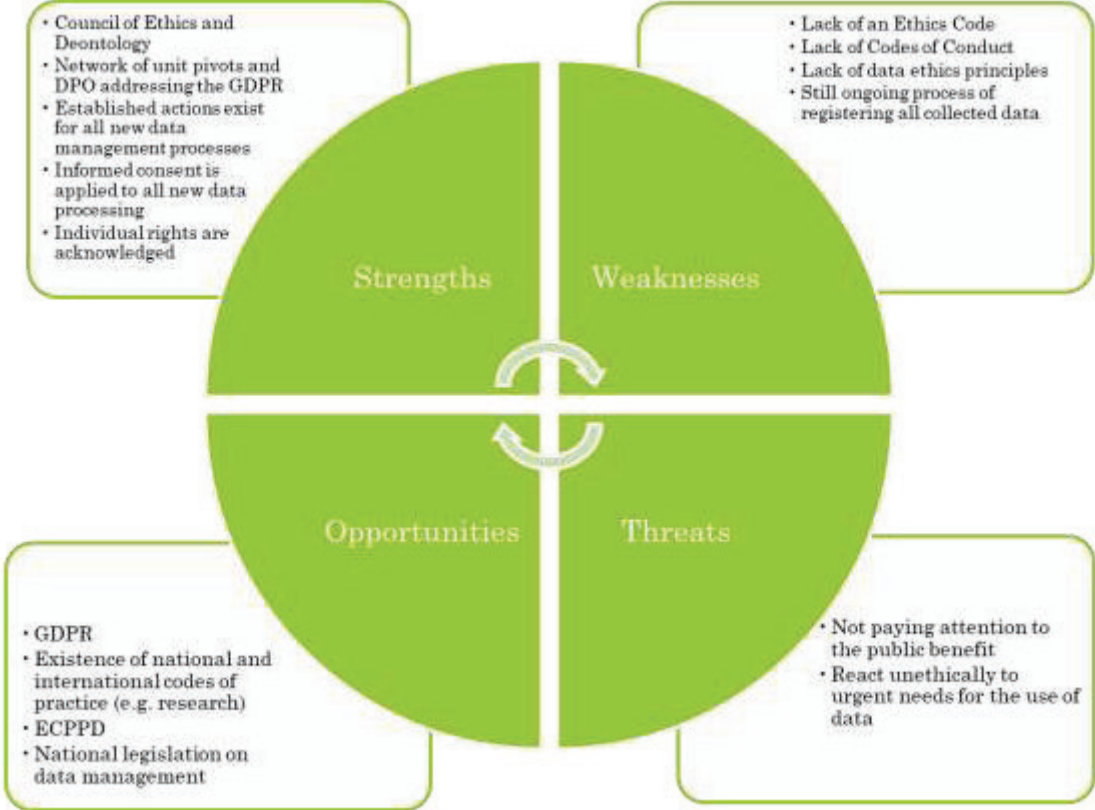 • Council of Ethics and
Deontology
• Network of unit pivots and
DPO addressing the GDPR
• Established actions exist
for all new data
management processes
• Informed consent is
applied to all new data
processing
• Individual rights are
acknowledged
• Lack of an Ethics Code
• Lack of Codes of Conduct
• Lack of data ethics principles
• Still ongoing process of
registering all collected data
Strengths
Weaknesses
Opportunities
Threats
• GDPR
• Existence of national and
international codes of
practice (e.g. research)
• ECPPD
• National legislation on
data management
• Not paying attention to
the public benefit
• React unethically to
urgent needs for the use of
data